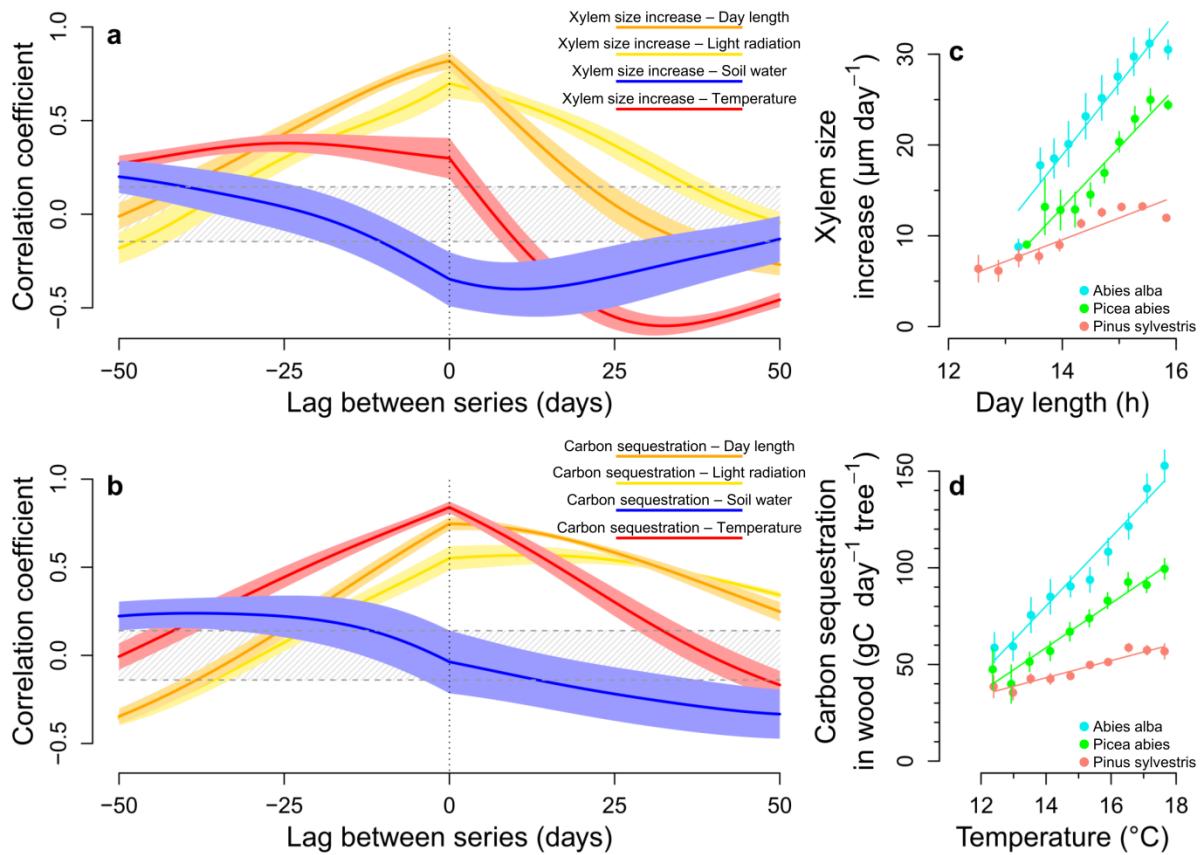 a
Correlation coefficient
1.0
0.5
0.0
−0.5
Xylem size increase – Day length
Xylem size increase – Light radiation
Xylem size increase – Soil water
Xylem size increase – Temperature
−50
−25
0
25
50
Lag between series (days)
c
Xylem size
increase (µm day−1)
30
20
10
0
Abies alba
Picea abies
Pinus sylvestris
12
14
16
Day length (h)
b
Correlation coefficient
1.0
0.5
0.0
−0.5
Carbon sequestration – Day length
Carbon sequestration – Light radiation
Carbon sequestration – Soil water
Carbon sequestration – Temperature
−50
−25
0
25
50
Lag between series (days)
d
Carbon sequestration
in wood (gC day−1 tree−1)
150
100
50
0
Abies alba
Picea abies
Pinus sylvestris
12
14
16
18
Temperature (°C)